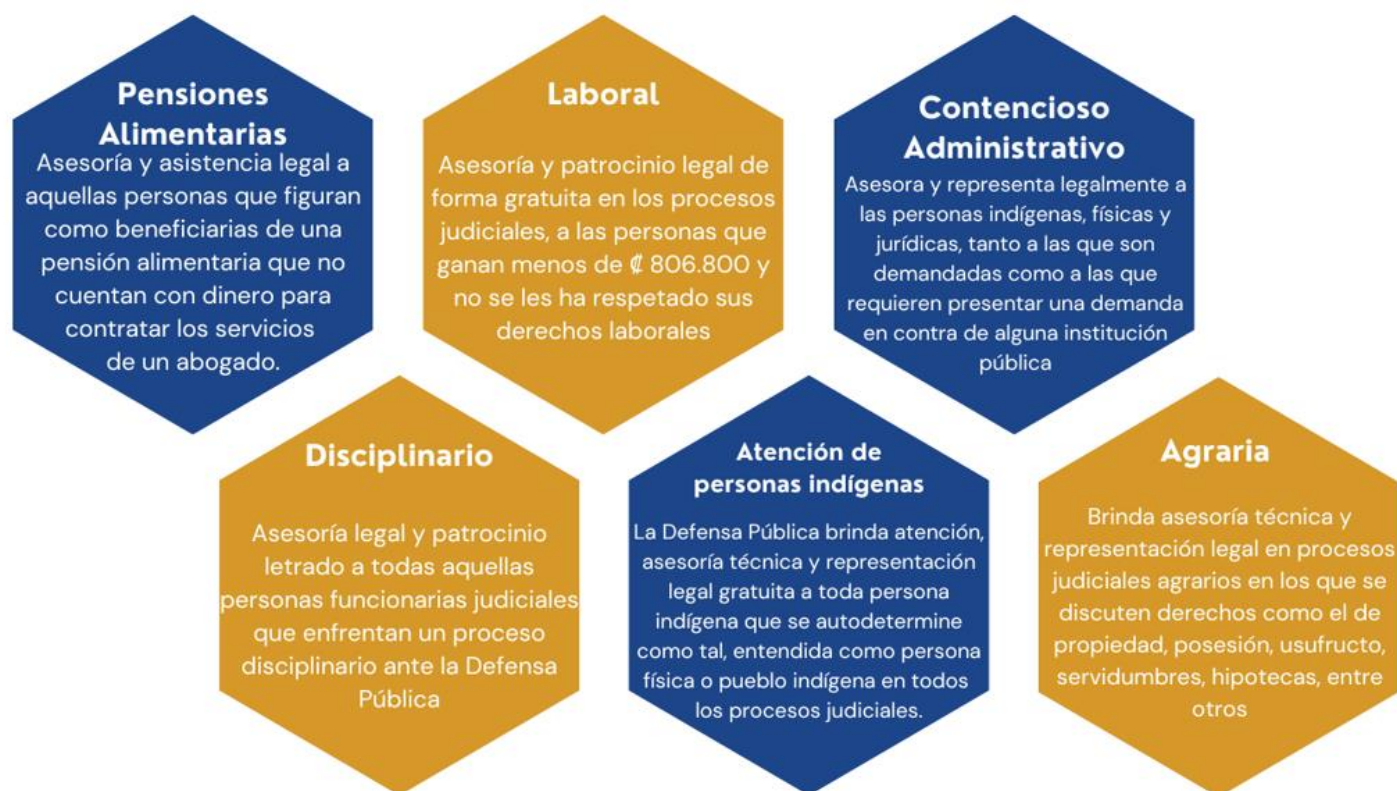 Pensiones
Alimentarias
Asesoría y asistencia legal a
aquellas personas que figuran
como beneficiarias de una
pensión alimentaria que no
cuentan con dinero para
contratar los servicios
de un abogado.
Laboral
Asesoría y patrocinio legal de
forma gratuita en los procesos
judiciales, a las personas que
ganan menos de ₡ 806.800 y
no se les ha respetado sus
derechos laborales
Contencioso
Administrativo
Asesora y representa legalmente a
las personas indígenas, físicas y
jurídicas, tanto a las que son
demandadas como a las que
requieren presentar una demanda
en contra de alguna institución
pública
Disciplinario
Asesoría legal y patrocinio
letrado a todas aquellas
personas funcionarias judiciales
que enfrentan un proceso
disciplinario ante la Defensa
Pública
Atención de
personas indígenas
La Defensa Pública brinda atención,
asesoría técnica y representación
legal gratuita a toda persona
indígena que se autodetermine
como tal, entendida como persona
física o pueblo indígena en todos
los procesos judiciales.
Agraria
Brinda asesoría técnica y
representación legal en procesos
judiciales agrarios en los que se
discuten derechos como el de
propiedad, posesión, usufructo,
servidumbres, hipotecas, entre
otros